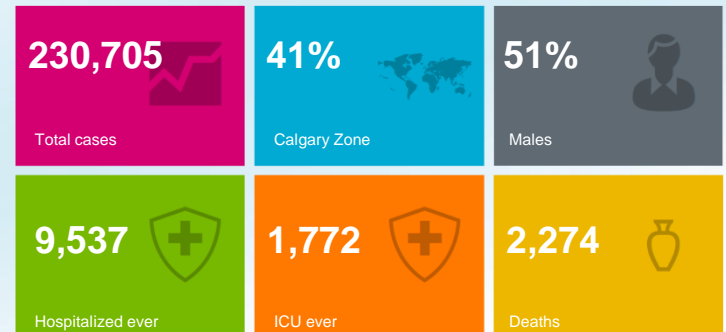 230,705
Total cases
41%
Calgary Zone
51%
Males
9,537
Hospitalized ever
1,772
ICU ever
2,274
Deaths